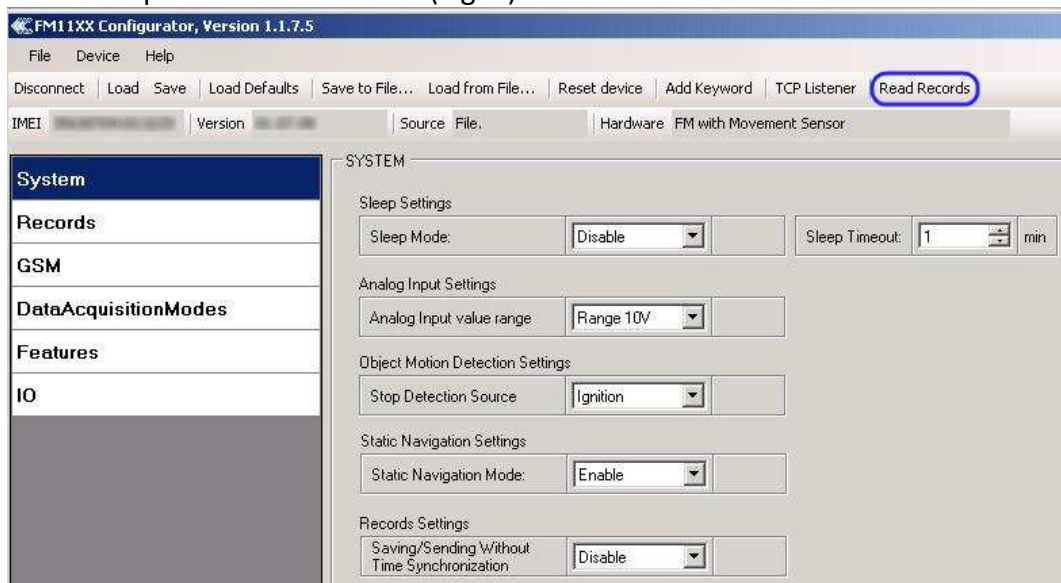 FM11XX Configurator, Version 1.1.7.5
File Device Help
Disconnect Load Save Load Defaults Save to File... Load from File... Reset device Add Keyword TCP Listener Read Records
IMEI Version Source File. Hardware FM with Movement Sensor
System
Records
GSM
DataAcquisitionModes
Features
IO
SYSTEM
Sleep Settings
Sleep Mode: Disable Sleep Timeout: 1 min
Analog Input Settings
Analog Input value range Range 10V
Object Motion Detection Settings
Stop Detection Source Ignition
Static Navigation Settings
Static Navigation Mode: Enable
Records Settings
Saving/Sending Without
Time Synchronization Disable